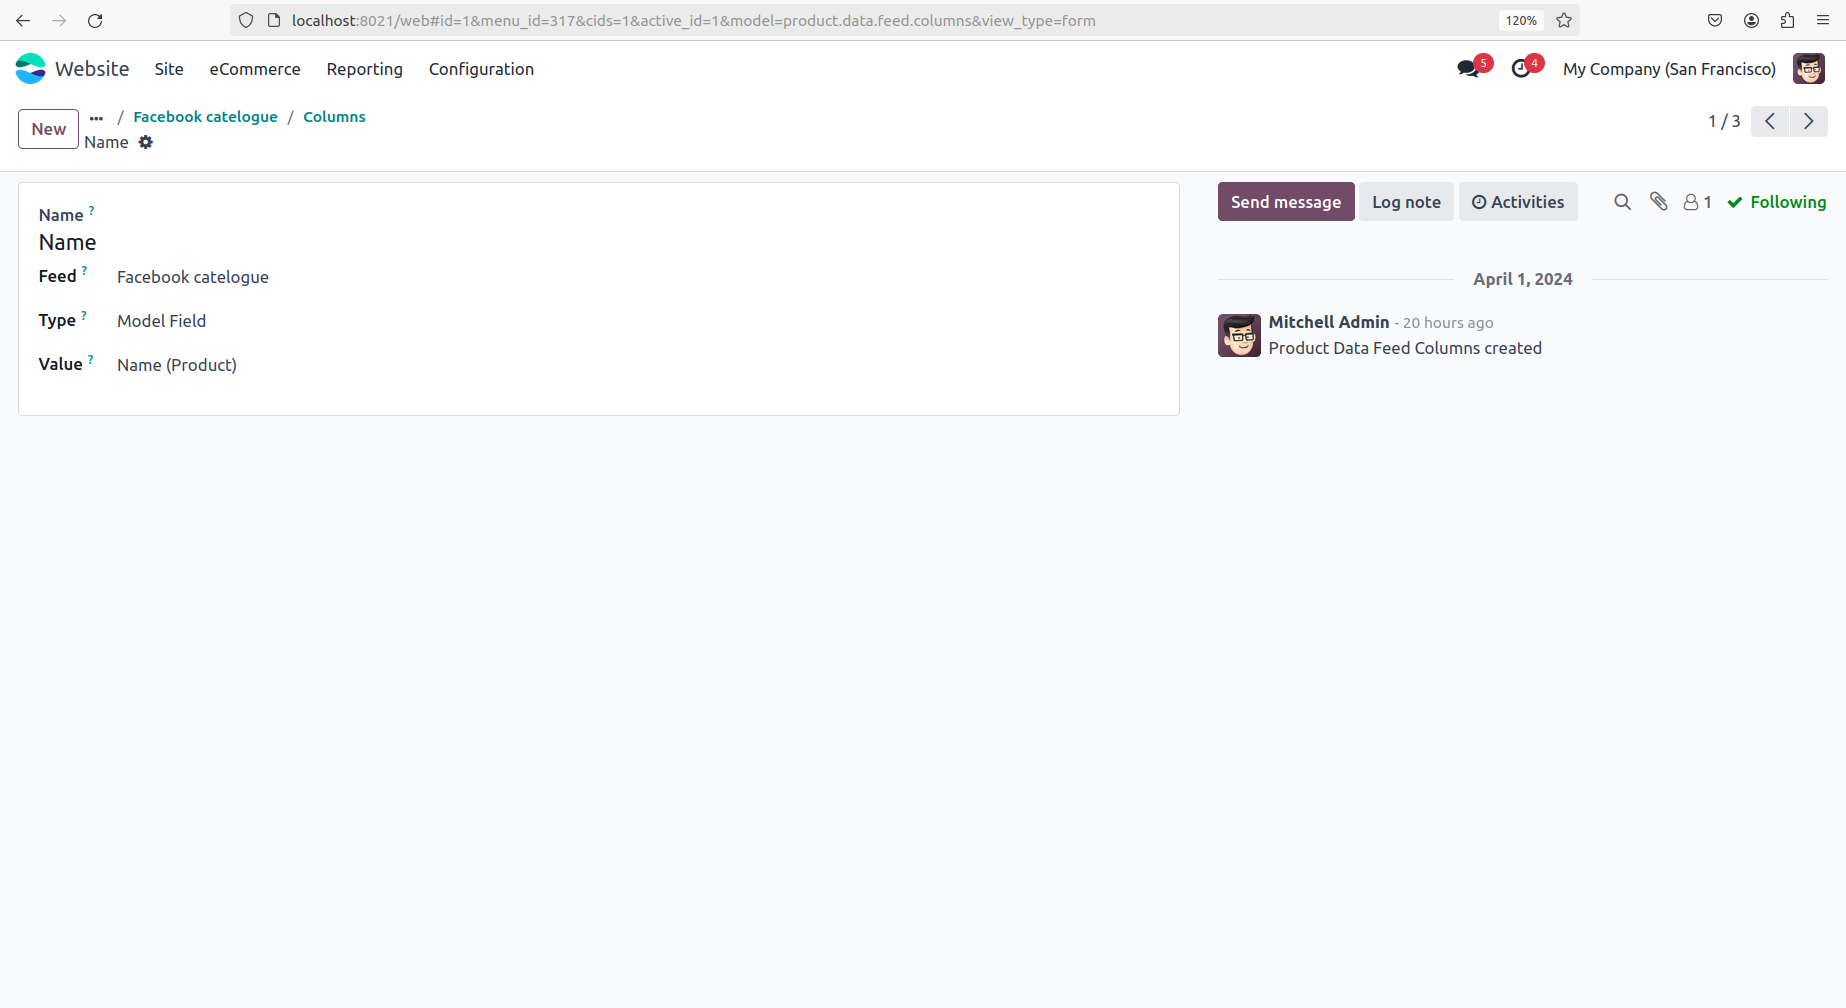 localhost:8021/web#id=1&menu_id=317&cids=1&active_id=1&model=product.data.feed.columns&view_type=form
120%
Website Site eCommerce Reporting Configuration 5 4 My Company (San Francisco)
New ... / Facebook catelogue / Columns
Name
1 / 3
Name ?
Name
Feed ? Facebook catelogue
Type ? Model Field
Value ? Name (Product)
Send message Log note Activities 1 Following
April 1, 2024
Mitchell Admin - 20 hours ago
Product Data Feed Columns created